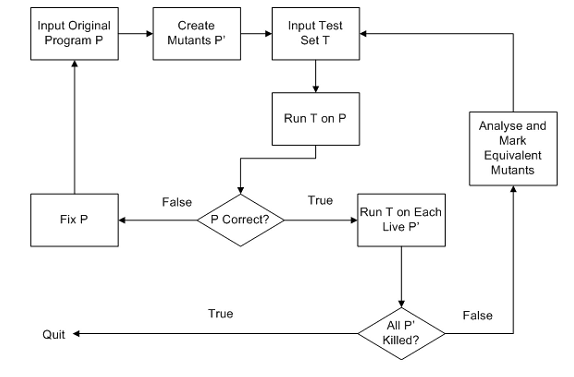 Input Original
Program P
Create
Mutants P'
Input Test
Set T
Run T on P
Analyse and
Mark
Equivalent
Mutants
False
True
Fix P
P Correct?
Run T on Each
Live P'
True
False
Quit
All P'
Killed?